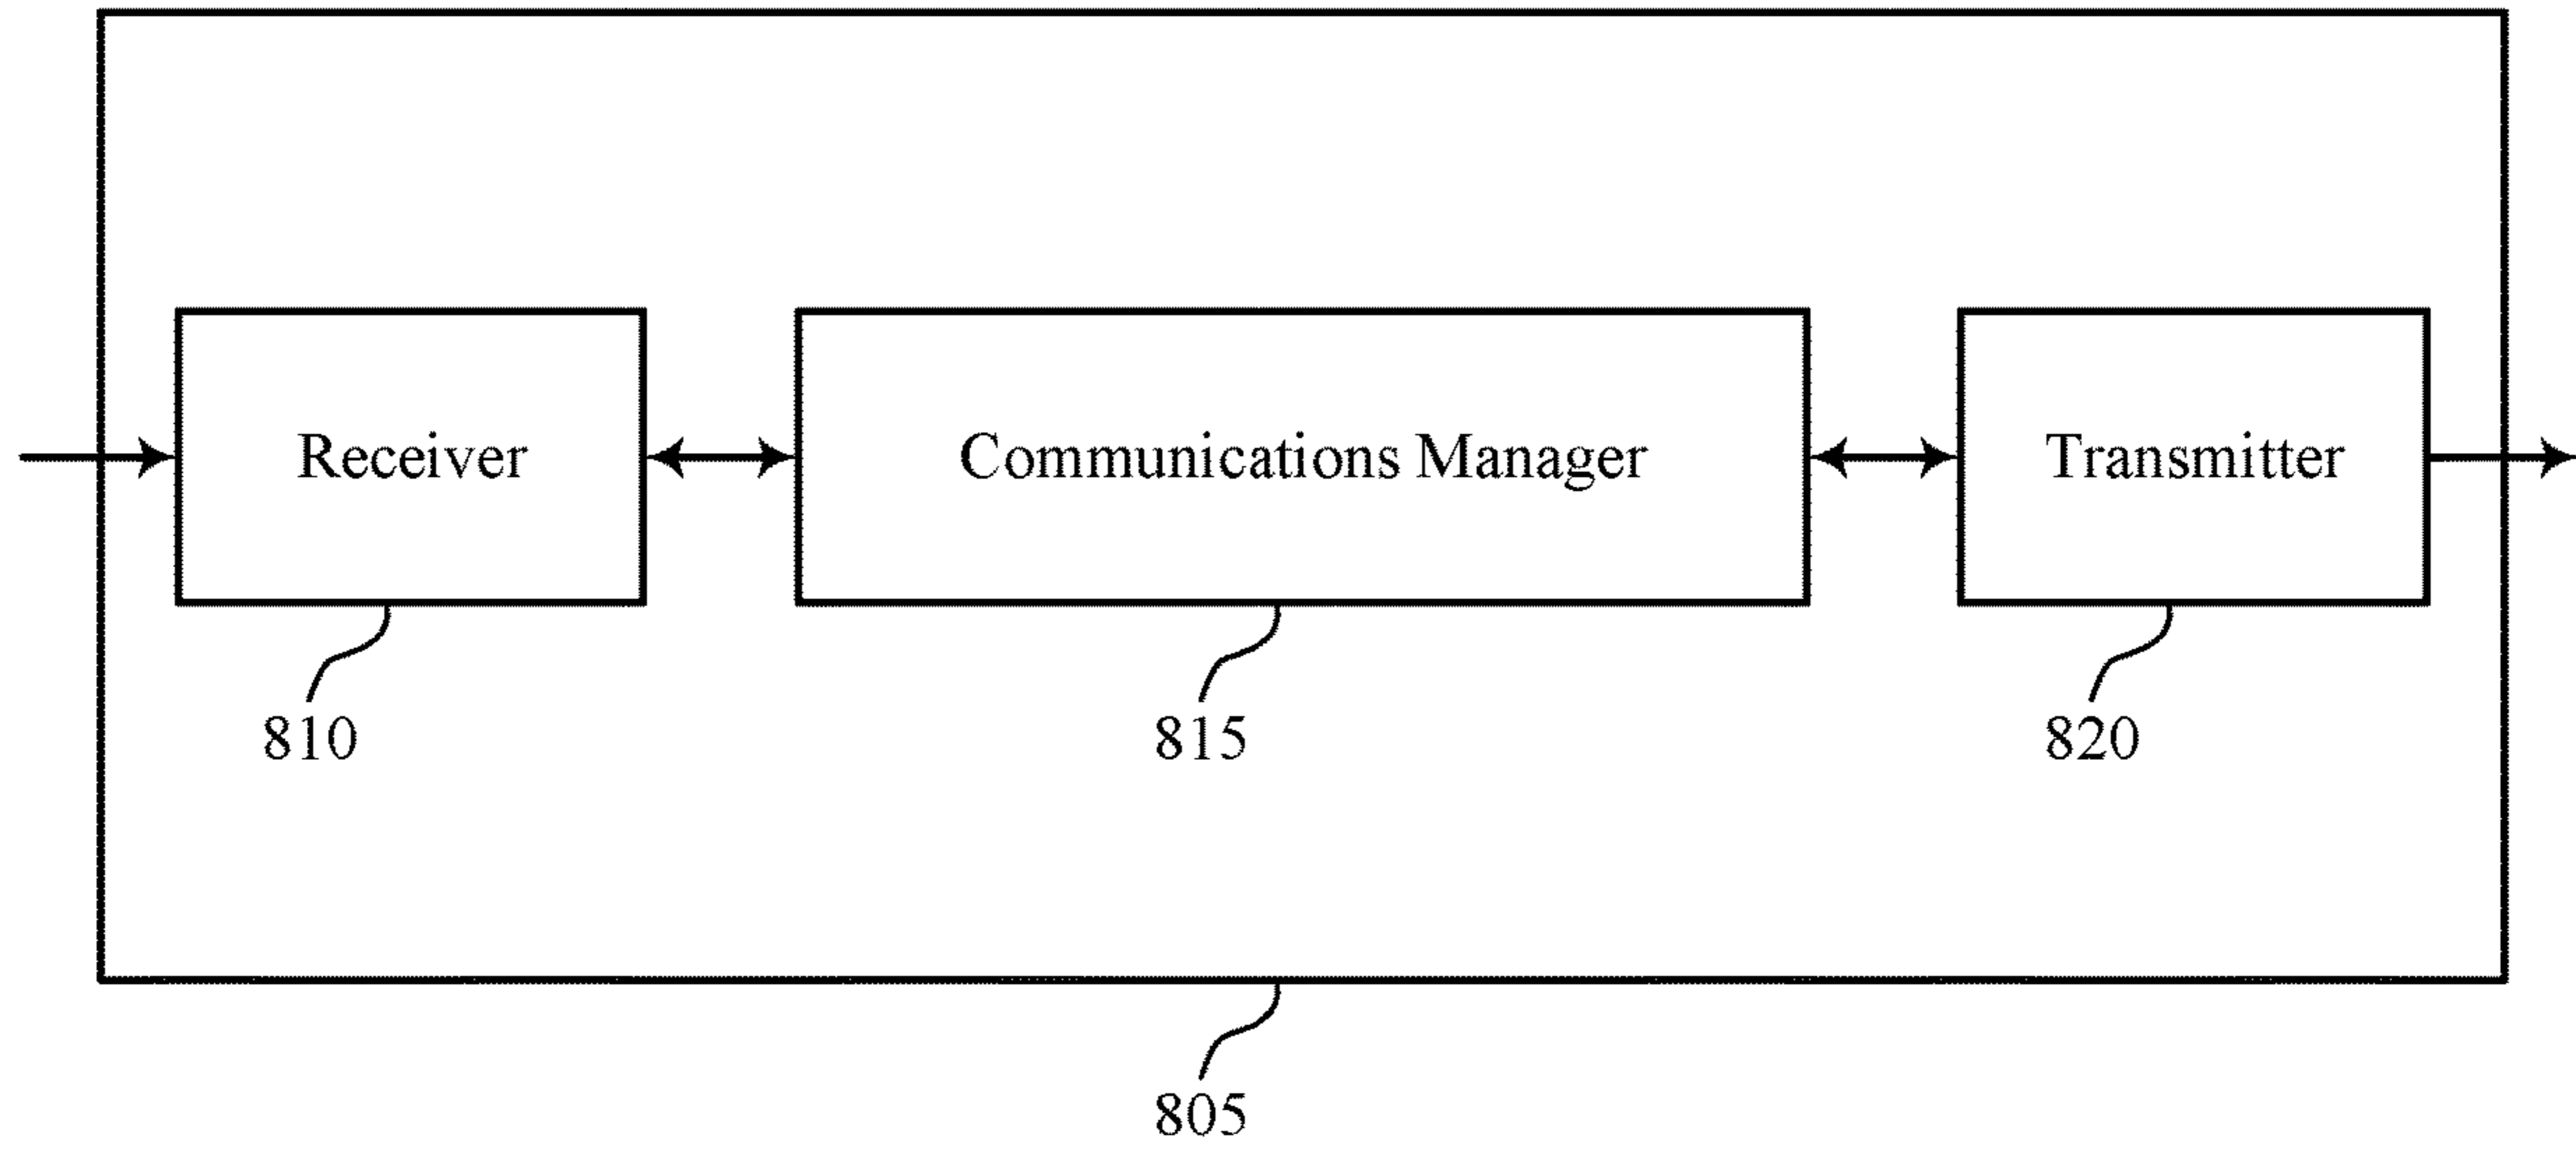 Receiver
Communications Manager
Transmitter
810
815
820
805